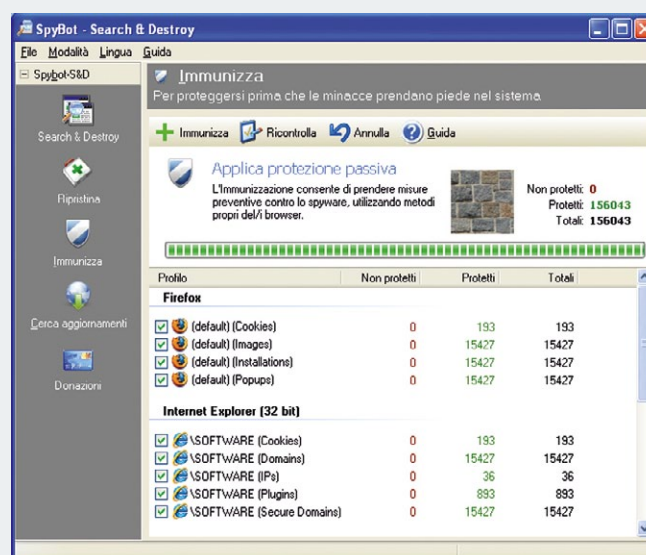 SpyBot - Search & Destroy
File Modalità Lingua Guida
Spybot-S&D
Search & Destroy
Ripristina
Immunizza
Cerca aggiornamenti
Donazioni
Immunizza
Per proteggersi prima che le minacce prendano piede nel sistema
Immunizza Ricontrolla Annulla Guida
Applica protezione passiva
L'Immunizzazione consente di prendere misure
preventive contro lo spyware, utilizzando metodi
propri del/i browser.
Non protetti: 0
Protetti: 156043
Totali: 156043
Profilo Non protetti Protetti Totali
Firefox
(default) (Cookies) 0 193 193
(default) (Images) 0 15427 15427
(default) (Installations) 0 15427 15427
(default) (Popups) 0 15427 15427
Internet Explorer (32 bit)
\SOFTWARE (Cookies) 0 193 193
\SOFTWARE (Domains) 0 15427 15427
\SOFTWARE (IPs) 0 36 36
\SOFTWARE (Plugins) 0 893 893
\SOFTWARE (Secure Domains) 0 15427 15427